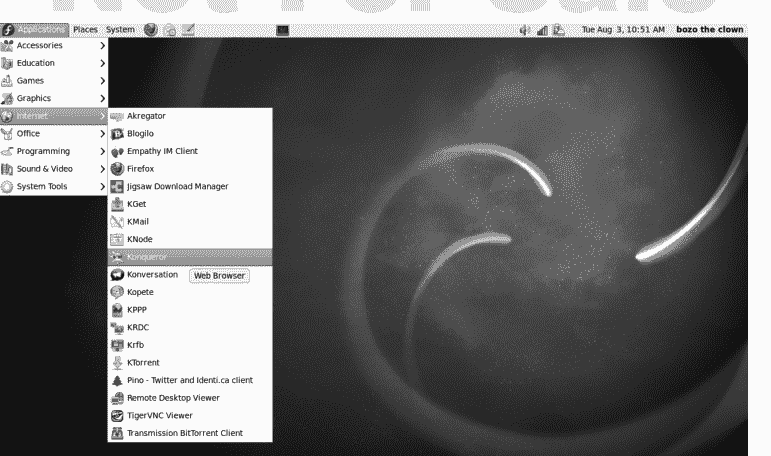 Not For Sale
Applications Places System Tue Aug 3, 10:51 AM bozo the clown
Accessories
Education
Games
Graphics
Internet
Office
Programming
Sound & Video
System Tools
Akregator
Blogilo
Empathy IM Client
Firefox
Jigsaw Download Manager
KGet
KMail
KNode
Konqueror
Konversation
Web Browser
Kopete
KPPP
KRDC
Krfb
KTorrent
Pino - Twitter and Identi.ca client
Remote Desktop Viewer
TigerVNC Viewer
Transmission BitTorrent Client